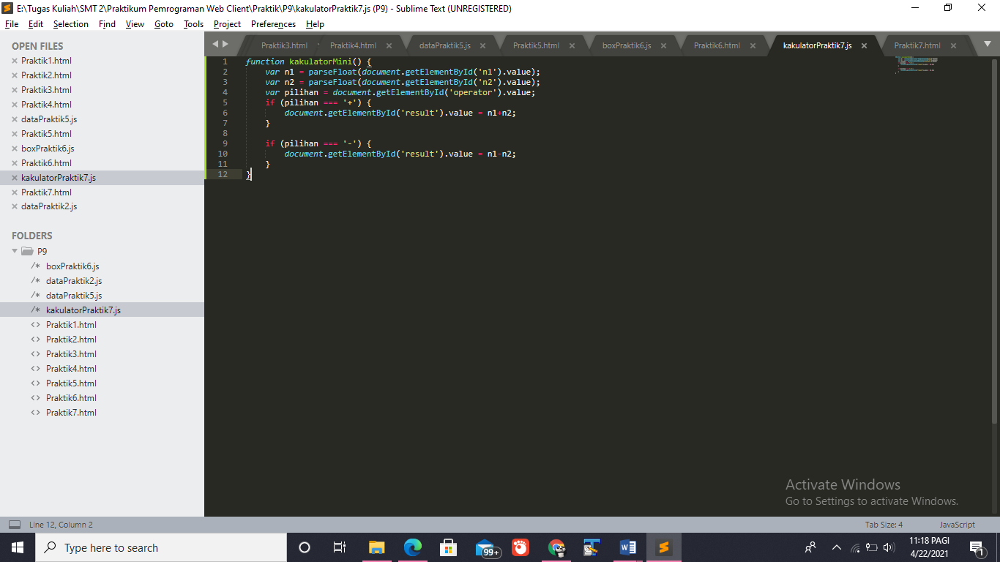 E:\Tugas Kuliah\SMT 2\Praktikum Pemrograman Web Client\Praktik\P9\kakulatorPraktik7.js (P9) - Sublime Text (UNREGISTERED)
File Edit Selection Find View Goto Tools Project Preferences Help
OPEN FILES
Praktik1.html
Praktik2.html
Praktik3.html
Praktik4.html
dataPraktik5.js
Praktik5.html
boxPraktik6.js
Praktik6.html
kakulatorPraktik7.js
Praktik7.html
dataPraktik2.js
FOLDERS
P9
/* boxPraktik6.js
/* dataPraktik2.js
/* dataPraktik5.js
/* kakulatorPraktik7.js
<> Praktik1.html
<> Praktik2.html
<> Praktik3.html
<> Praktik4.html
<> Praktik5.html
<> Praktik6.html
<> Praktik7.html
Praktik3.html Praktik4.html dataPraktik5.js Praktik5.html boxPraktik6.js Praktik6.html kakulatorPraktik7.js Praktik7.html
1 function kakulatorMini() {
2     var n1 = parseFloat(document.getElementById('n1').value);
3     var n2 = parseFloat(document.getElementById('n2').value);
4     var pilihan = document.getElementById('operator').value;
5     if (pilihan === '+') {
6         document.getElementById('result').value = n1+n2;
7     }
8
9     if (pilihan === '-') {
10         document.getElementById('result').value = n1-n2;
11     }
12 }
Activate Windows
Go to Settings to activate Windows.
Line 12, Column 2 Tab Size: 4 JavaScript
Type here to search
99+
11:18 PAGI
4/22/2021
1